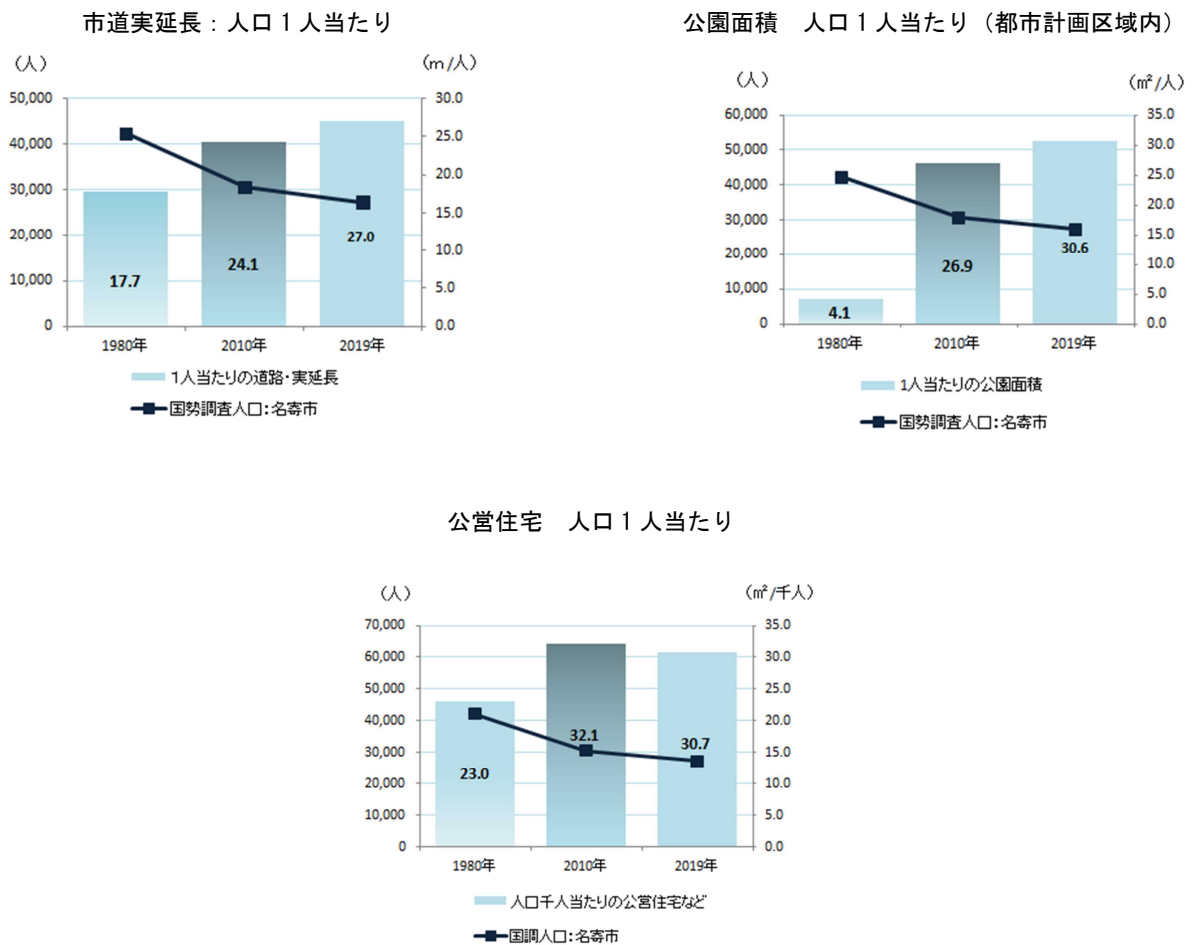 市道実延長：人口１人当たり
（人）
（m/人）
50,000
40,000
30,000
20,000
10,000
0
30.0
25.0
20.0
15.0
10.0
5.0
0.0
17.7
24.1
27.0
1980年
2010年
2019年
1人当たりの道路・実延長
国勢調査人口：名寄市
公園面積　人口１人当たり（都市計画区域内）
（人）
（㎡/人）
60,000
50,000
40,000
30,000
20,000
10,000
0
35.0
30.0
25.0
20.0
15.0
10.0
5.0
0.0
4.1
26.9
30.6
1980年
2010年
2019年
1人当たりの公園面積
国勢調査人口：名寄市
公営住宅　人口１人当たり
（人）
（㎡/千人）
70,000
60,000
50,000
40,000
30,000
20,000
10,000
0
35.0
30.0
25.0
20.0
15.0
10.0
5.0
0.0
23.0
32.1
30.7
1980年
2010年
2019年
人口千人当たりの公営住宅など
国調人口：名寄市